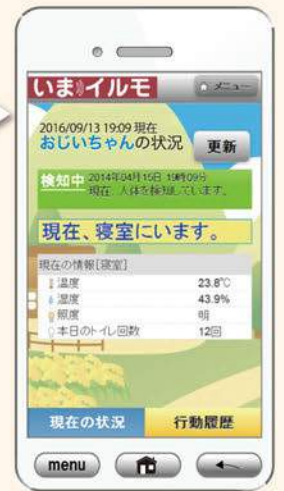 いまイルモ
メニュー
2016/09/13 19:09 現在
おじいちゃんの状況
更新
検知中
2014年04月15日 19時09分
現在、人体を検知しています。
現在、寝室にいます。
現在の情報[寝室]
温度 23.8℃
湿度 43.9%
照度 明
本日のトイレ回数 12回
現在の状況
行動履歴
menu